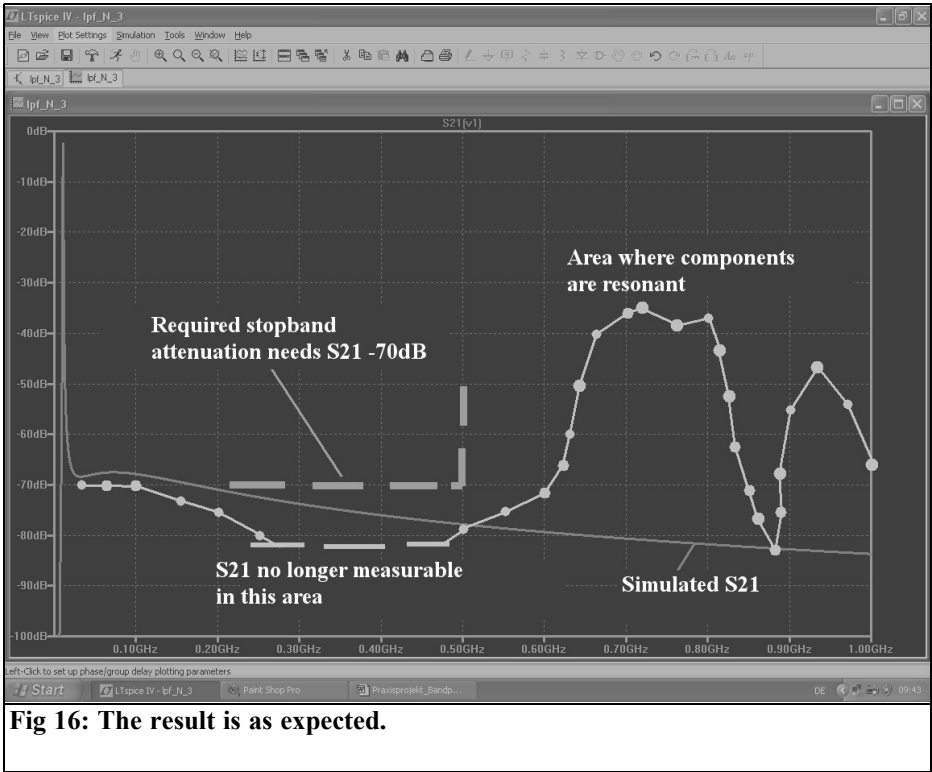 LTspice IV - lpf_N_3
File View Plot Settings Simulation Tools Window Help
lpf_N_3 lpf_N_3
lpf_N_3
S21(v1)
0dB
-10dB
-20dB
-30dB
-40dB
-50dB
-60dB
-70dB
-80dB
-90dB
-100dB
Area where components
are resonant
Required stopband
attenuation needs S21 -70dB
S21 no longer measurable
in this area
Simulated S21
0.10GHz 0.20GHz 0.30GHz 0.40GHz 0.50GHz 0.60GHz 0.70GHz 0.80GHz 0.90GHz 1.00GHz
Left-Click to set up phase/group delay plotting parameters
Start LTspice IV - lpf_N_3 Paint Shop Pro Praxisprojekt_Bandp... DE 09:43
Fig 16: The result is as expected.